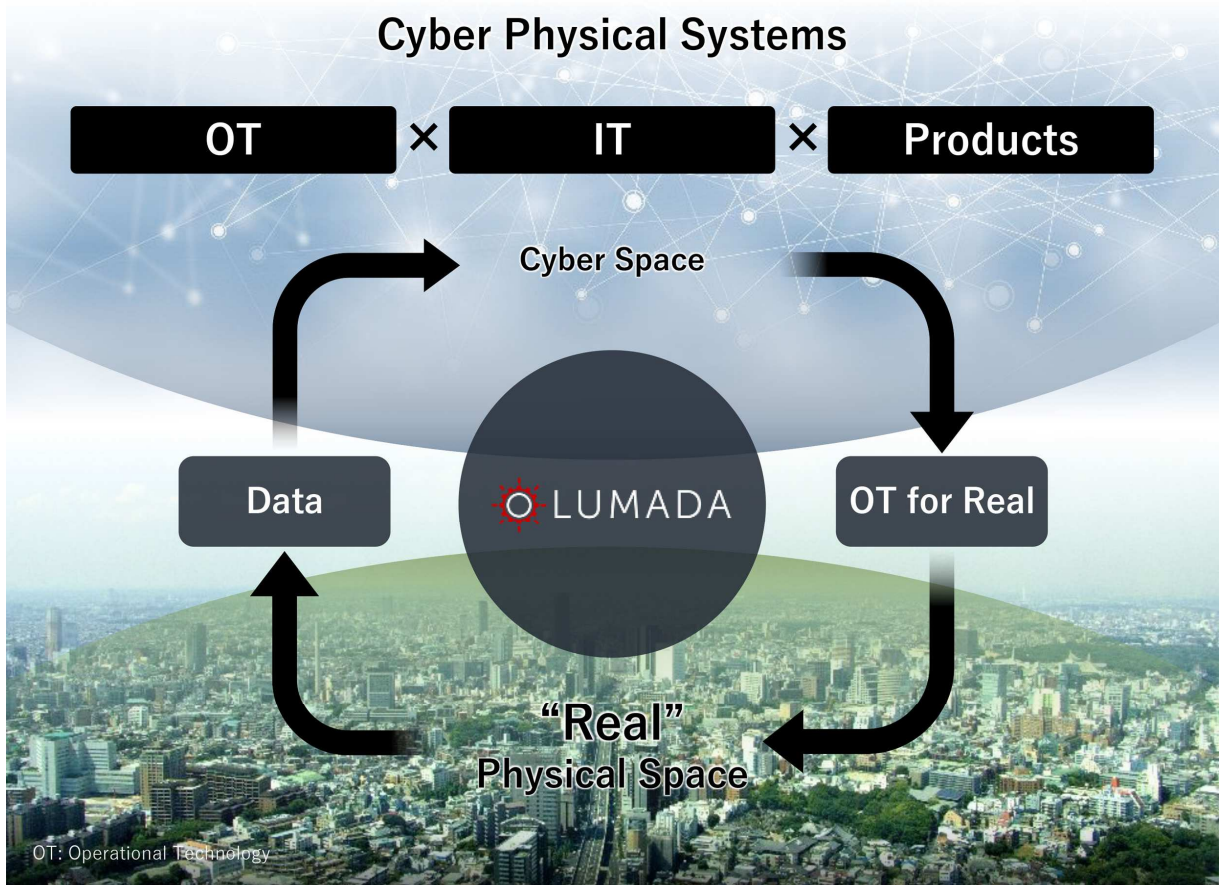 Cyber Physical Systems
OT × IT × Products
Cyber Space
Data
LUMADA
OT for Real
“Real”
Physical Space
OT: Operational Technology